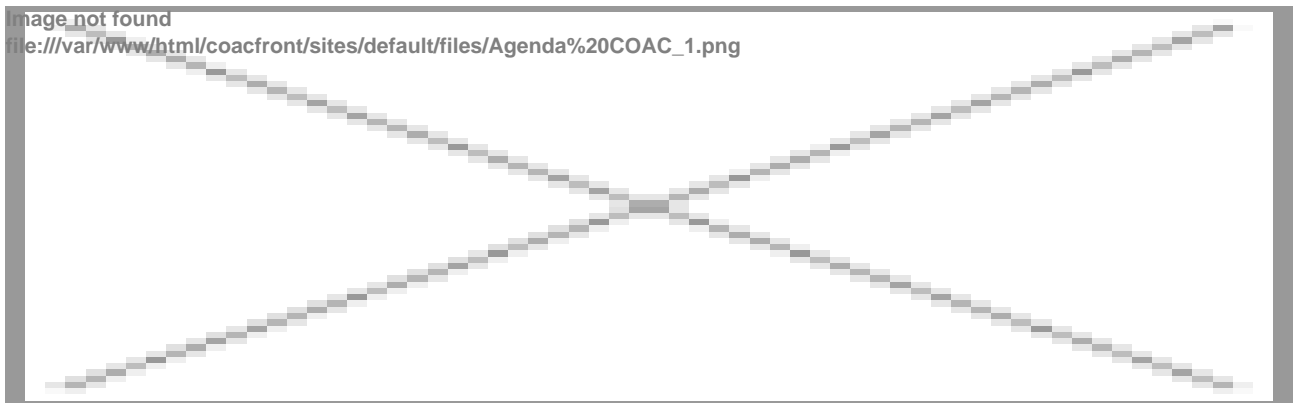 Image not found
file:///var/www/html/coacfront/sites/default/files/Agenda%20COAC_1.png